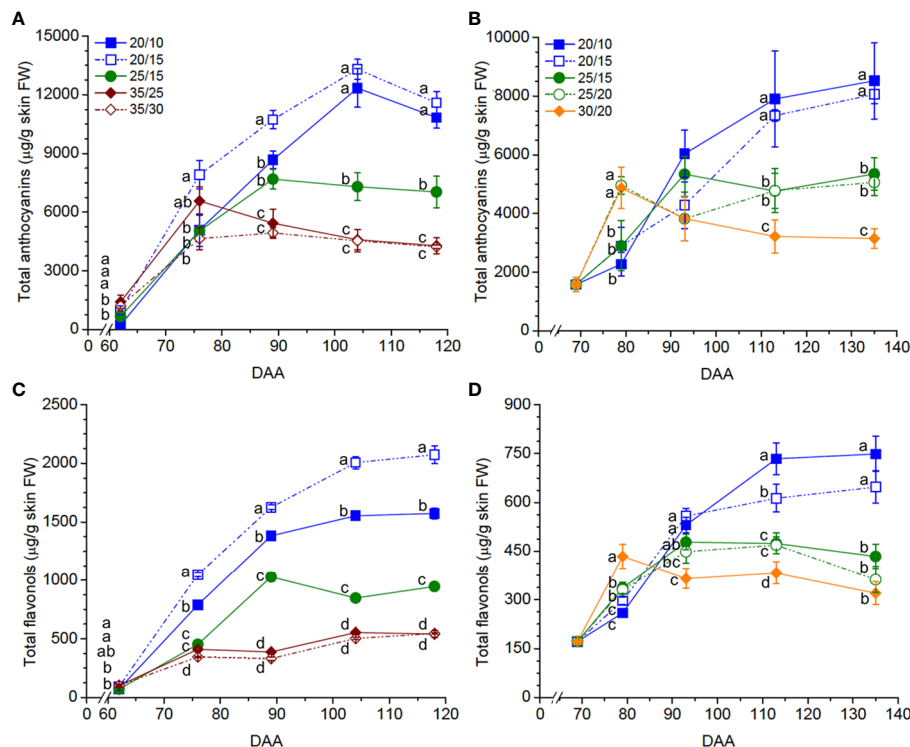 A
15000
12000
9000
6000
3000
0
Total anthocyanins (µg/g skin FW)
20/10
20/15
25/15
35/25
35/30
a
a
a
b
b
a
ab
b
b
b
a
b
b
c
c
a
a
b
c
c
a
a
b
c
c
0 60 70 80 90 100 110 120
DAA
B
10000
8000
6000
4000
2000
0
Total anthocyanins (µg/g skin FW)
20/10
20/15
25/15
25/20
30/20
a
a
b
b
b
a
a
b
b
c
a
a
b
b
c
0 70 80 90 100 110 120 130 140
DAA
C
2500
2000
1500
1000
500
0
Total flavonols (µg/g skin FW)
a
a
ab
b
b
a
b
c
c
d
a
b
c
d
d
a
b
c
d
d
a
b
c
d
d
0 60 70 80 90 100 110 120
DAA
D
900
750
600
450
300
150
0
Total flavonols (µg/g skin FW)
a
b
b
c
c
a
a
ab
bc
c
a
b
c
c
d
a
a
b
b
b
0 70 80 90 100 110 120 130 140
DAA